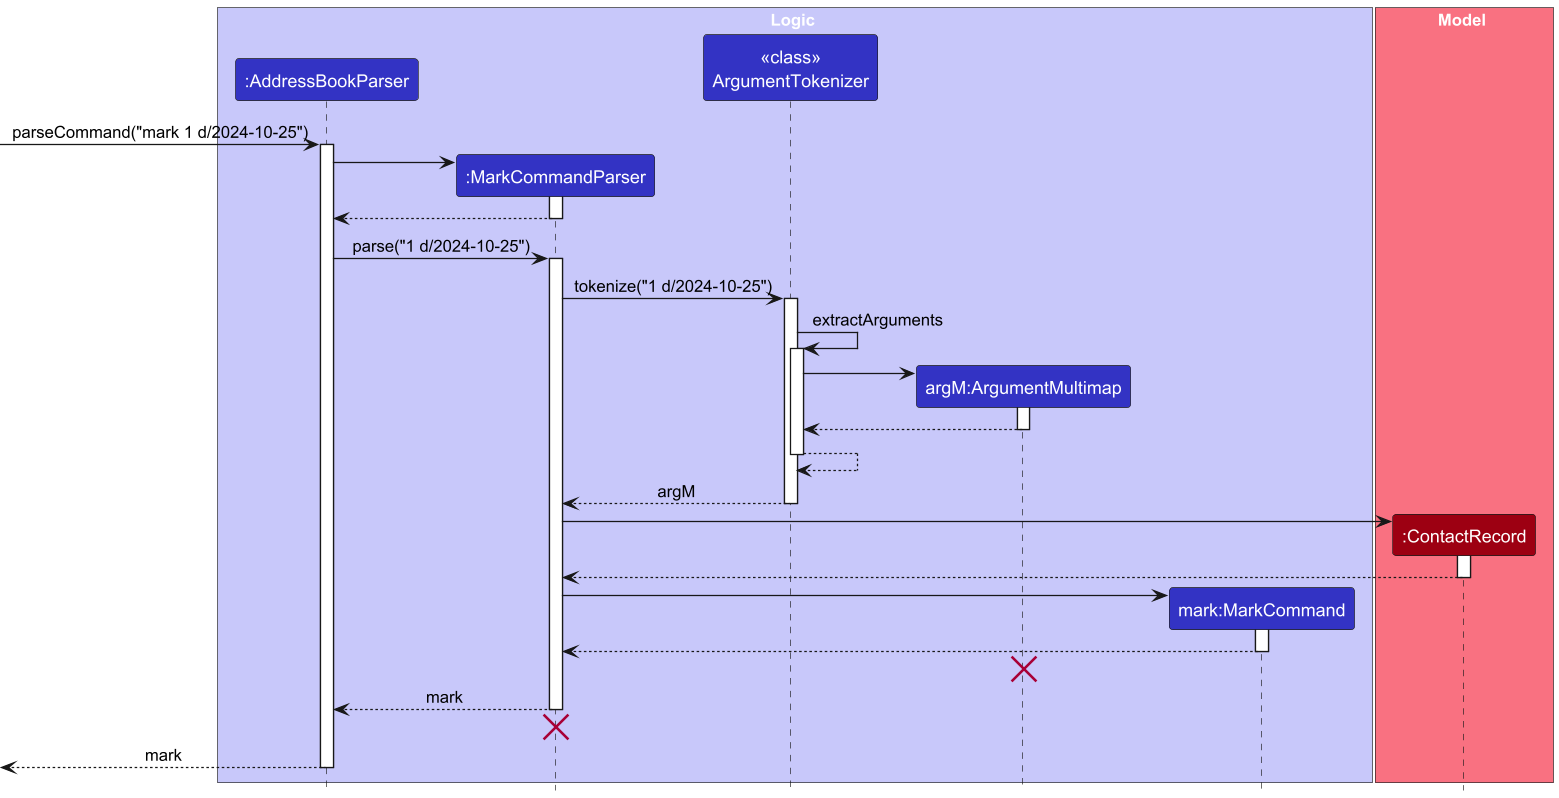 Logic
Model
«class»
ArgumentTokenizer
:AddressBookParser
parseCommand("mark 1 d/2024-10-25")
:MarkCommandParser
parse("1 d/2024-10-25")
tokenize("1 d/2024-10-25")
extractArguments
argM:ArgumentMultimap
argM
:ContactRecord
mark:MarkCommand
mark
mark